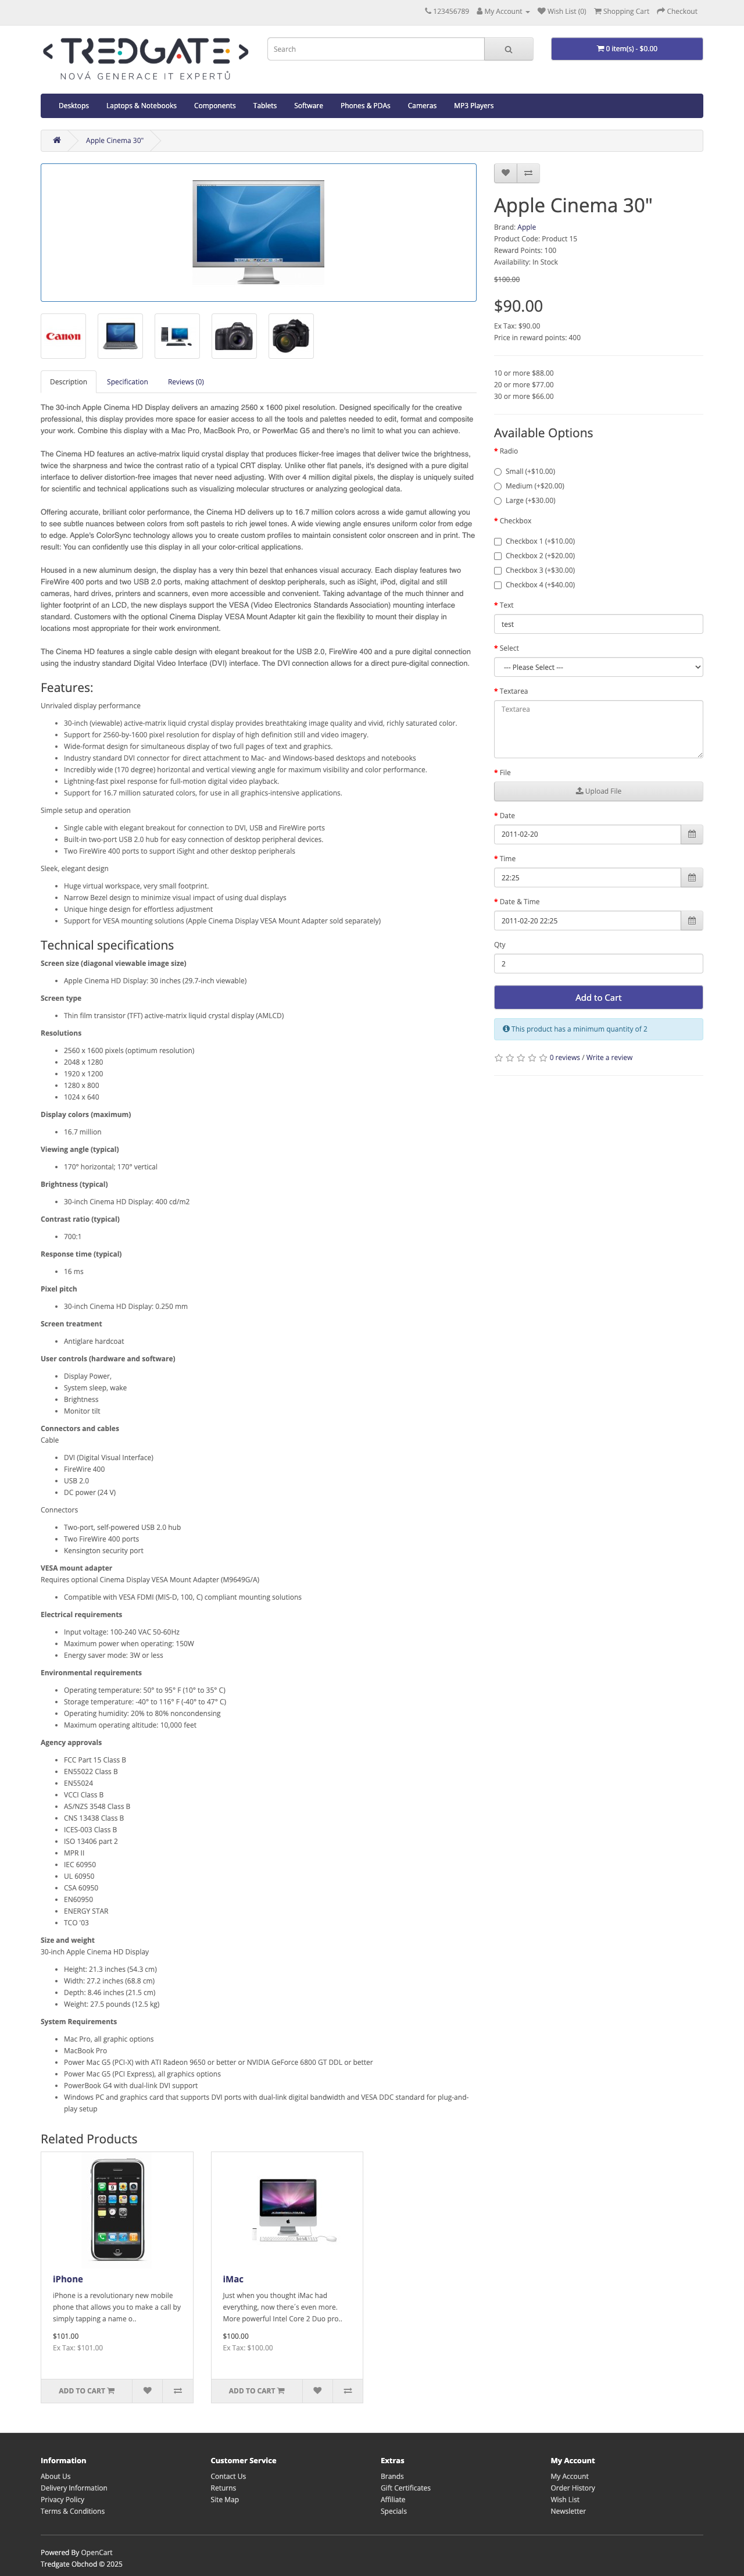 123456789 My Account Wish List (0) Shopping Cart Checkout
<TREDGATE>
NOVÁ GENERACE IT EXPERTŮ
Search
0 item(s) - $0.00
Desktops Laptops & Notebooks Components Tablets Software Phones & PDAs Cameras MP3 Players
Apple Cinema 30"
Canon
Description Specification Reviews (0)
The 30-inch Apple Cinema HD Display delivers an amazing 2560 x 1600 pixel resolution. Designed specifically for the creative
professional, this display provides more space for easier access to all the tools and palettes needed to edit, format and composite
your work. Combine this display with a Mac Pro, MacBook Pro, or PowerMac G5 and there's no limit to what you can achieve.
The Cinema HD features an active-matrix liquid crystal display that produces flicker-free images that deliver twice the brightness,
twice the sharpness and twice the contrast ratio of a typical CRT display. Unlike other flat panels, it's designed with a pure digital
interface to deliver distortion-free images that never need adjusting. With over 4 million digital pixels, the display is uniquely suited
for scientific and technical applications such as visualizing molecular structures or analyzing geological data.
Offering accurate, brilliant color performance, the Cinema HD delivers up to 16.7 million colors across a wide gamut allowing you
to see subtle nuances between colors from soft pastels to rich jewel tones. A wide viewing angle ensures uniform color from edge
to edge. Apple's ColorSync technology allows you to create custom profiles to maintain consistent color onscreen and in print. The
result: You can confidently use this display in all your color-critical applications.
Housed in a new aluminum design, the display has a very thin bezel that enhances visual accuracy. Each display features two
FireWire 400 ports and two USB 2.0 ports, making attachment of desktop peripherals, such as iSight, iPod, digital and still
cameras, hard drives, printers and scanners, even more accessible and convenient. Taking advantage of the much thinner and
lighter footprint of an LCD, the new displays support the VESA (Video Electronics Standards Association) mounting interface
standard. Customers with the optional Cinema Display VESA Mount Adapter kit gain the flexibility to mount their display in
locations most appropriate for their work environment.
The Cinema HD features a single cable design with elegant breakout for the USB 2.0, FireWire 400 and a pure digital connection
using the industry standard Digital Video Interface (DVI) interface. The DVI connection allows for a direct pure-digital connection.
Features:
Unrivaled display performance
30-inch (viewable) active-matrix liquid crystal display provides breathtaking image quality and vivid, richly saturated color.
Support for 2560-by-1600 pixel resolution for display of high definition still and video imagery.
Wide-format design for simultaneous display of two full pages of text and graphics.
Industry standard DVI connector for direct attachment to Mac- and Windows-based desktops and notebooks
Incredibly wide (170 degree) horizontal and vertical viewing angle for maximum visibility and color performance.
Lightning-fast pixel response for full-motion digital video playback.
Support for 16.7 million saturated colors, for use in all graphics-intensive applications.
Simple setup and operation
Single cable with elegant breakout for connection to DVI, USB and FireWire ports
Built-in two-port USB 2.0 hub for easy connection of desktop peripheral devices.
Two FireWire 400 ports to support iSight and other desktop peripherals
Sleek, elegant design
Huge virtual workspace, very small footprint.
Narrow Bezel design to minimize visual impact of using dual displays
Unique hinge design for effortless adjustment
Support for VESA mounting solutions (Apple Cinema Display VESA Mount Adapter sold separately)
Technical specifications
Screen size (diagonal viewable image size)
Apple Cinema HD Display: 30 inches (29.7-inch viewable)
Screen type
Thin film transistor (TFT) active-matrix liquid crystal display (AMLCD)
Resolutions
2560 x 1600 pixels (optimum resolution)
2048 x 1280
1920 x 1200
1280 x 800
1024 x 640
Display colors (maximum)
16.7 million
Viewing angle (typical)
170° horizontal; 170° vertical
Brightness (typical)
30-inch Cinema HD Display: 400 cd/m2
Contrast ratio (typical)
700:1
Response time (typical)
16 ms
Pixel pitch
30-inch Cinema HD Display: 0.250 mm
Screen treatment
Antiglare hardcoat
User controls (hardware and software)
Display Power,
System sleep, wake
Brightness
Monitor tilt
Connectors and cables
Cable
DVI (Digital Visual Interface)
FireWire 400
USB 2.0
DC power (24 V)
Connectors
Two-port, self-powered USB 2.0 hub
Two FireWire 400 ports
Kensington security port
VESA mount adapter
Requires optional Cinema Display VESA Mount Adapter (M9649G/A)
Compatible with VESA FDMI (MIS-D, 100, C) compliant mounting solutions
Electrical requirements
Input voltage: 100-240 VAC 50-60Hz
Maximum power when operating: 150W
Energy saver mode: 3W or less
Environmental requirements
Operating temperature: 50° to 95° F (10° to 35° C)
Storage temperature: -40° to 116° F (-40° to 47° C)
Operating humidity: 20% to 80% noncondensing
Maximum operating altitude: 10,000 feet
Agency approvals
FCC Part 15 Class B
EN55022 Class B
EN55024
VCCI Class B
AS/NZS 3548 Class B
CNS 13438 Class B
ICES-003 Class B
ISO 13406 part 2
MPR II
IEC 60950
UL 60950
CSA 60950
EN60950
ENERGY STAR
TCO '03
Size and weight
30-inch Apple Cinema HD Display
Height: 21.3 inches (54.3 cm)
Width: 27.2 inches (68.8 cm)
Depth: 8.46 inches (21.5 cm)
Weight: 27.5 pounds (12.5 kg)
System Requirements
Mac Pro, all graphic options
MacBook Pro
Power Mac G5 (PCI-X) with ATI Radeon 9650 or better or NVIDIA GeForce 6800 GT DDL or better
Power Mac G5 (PCI Express), all graphics options
PowerBook G4 with dual-link DVI support
Windows PC and graphics card that supports DVI ports with dual-link digital bandwidth and VESA DDC standard for plug-and-
play setup
Apple Cinema 30"
Brand: Apple
Product Code: Product 15
Reward Points: 100
Availability: In Stock
$100.00
$90.00
Ex Tax: $90.00
Price in reward points: 400
10 or more $88.00
20 or more $77.00
30 or more $66.00
Available Options
* Radio
Small (+$10.00)
Medium (+$20.00)
Large (+$30.00)
* Checkbox
Checkbox 1 (+$10.00)
Checkbox 2 (+$20.00)
Checkbox 3 (+$30.00)
Checkbox 4 (+$40.00)
* Text
test
* Select
--- Please Select ---
* Textarea
Textarea
* File
Upload File
* Date
2011-02-20
* Time
22:25
* Date & Time
2011-02-20 22:25
Qty
2
Add to Cart
This product has a minimum quantity of 2
0 reviews / Write a review
Related Products
iPhone
iPhone is a revolutionary new mobile
phone that allows you to make a call by
simply tapping a name o..
$101.00
Ex Tax: $101.00
ADD TO CART
iMac
Just when you thought iMac had
everything, now there´s even more.
More powerful Intel Core 2 Duo pro..
$100.00
Ex Tax: $100.00
ADD TO CART
Information
About Us
Delivery Information
Privacy Policy
Terms & Conditions
Customer Service
Contact Us
Returns
Site Map
Extras
Brands
Gift Certificates
Affiliate
Specials
My Account
My Account
Order History
Wish List
Newsletter
Powered By OpenCart
Tredgate Obchod © 2025